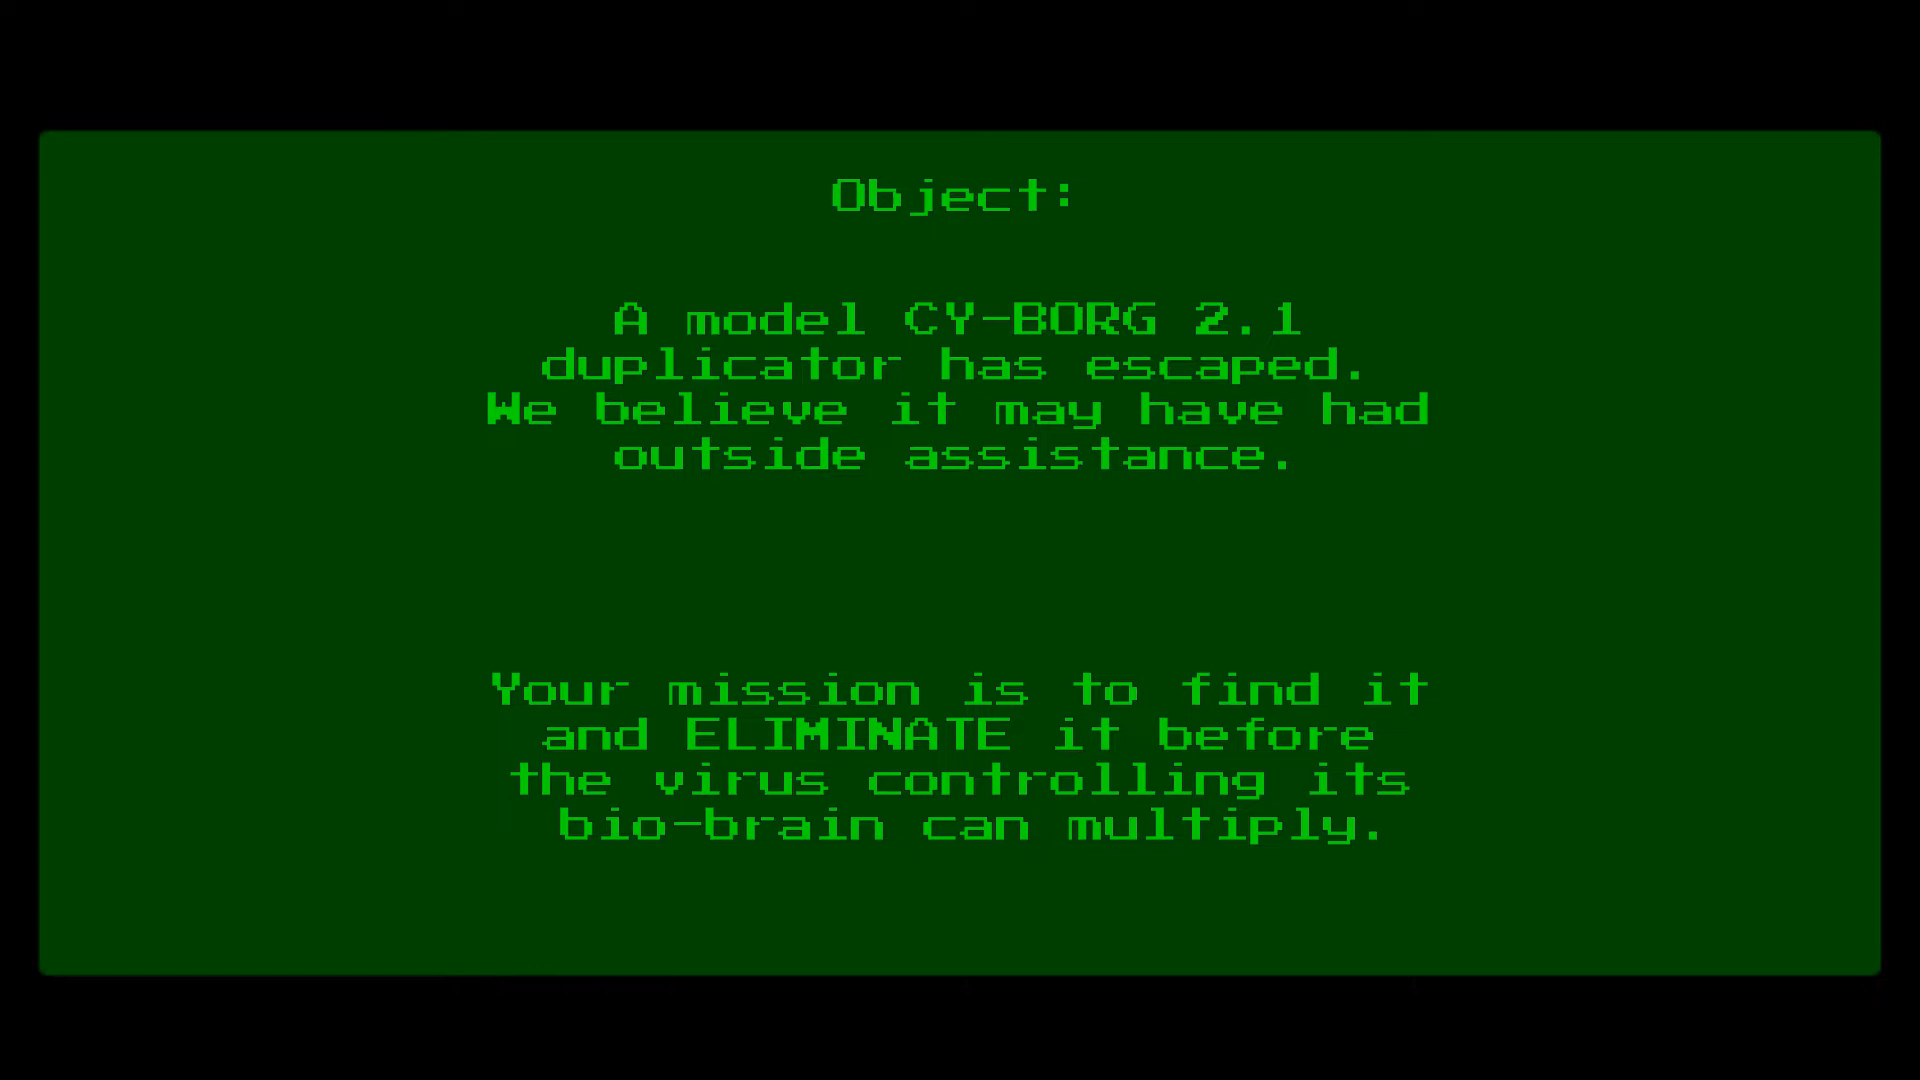 Object:
A model CY-BORG 2.1
duplicator has escaped.
We believe it may have had
outside assistance.
Your mission is to find it
and ELIMINATE it before
the virus controlling its
bio-brain can multiply.